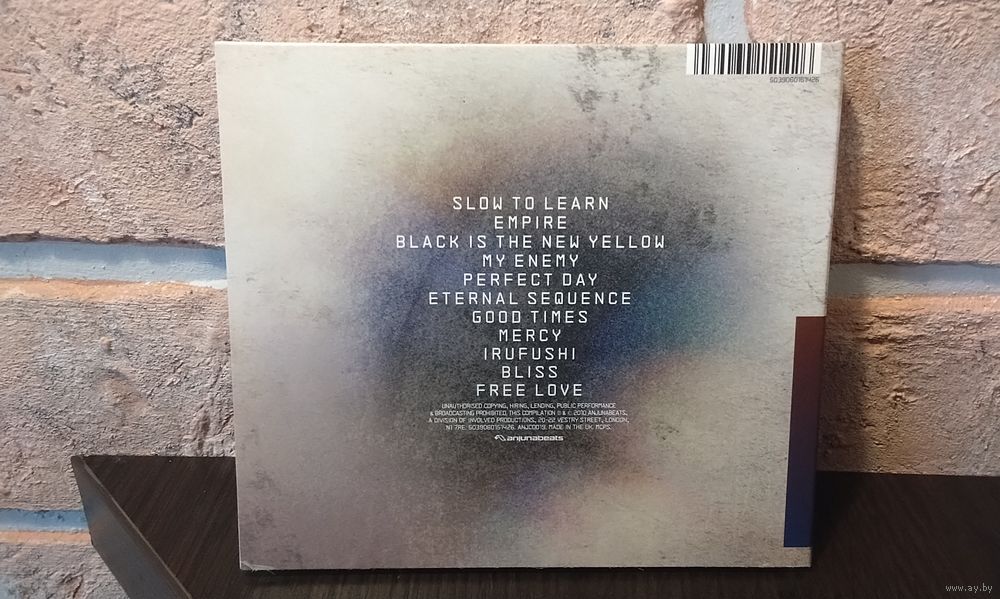 5039060157426
SLOW TO LEARN
EMPIRE
BLACK IS THE NEW YELLOW
MY ENEMY
PERFECT DAY
ETERNAL SEQUENCE
GOOD TIMES
MERCY
IRUFUSHI
BLISS
FREE LOVE
UNAUTHORISED COPYING, HIRING, LENDING, PUBLIC PERFORMANCE
& BROADCASTING PROHIBITED. THIS COMPILATION ℗ & © 2010 ANJUNABEATS,
A DIVISION OF INVOLVED PRODUCTIONS, 20-22 VESTRY STREET, LONDON,
N1 7RE. 5039060157426. ANJCD019. MADE IN THE UK. MCPS.
anjunabeats
www.ay.by